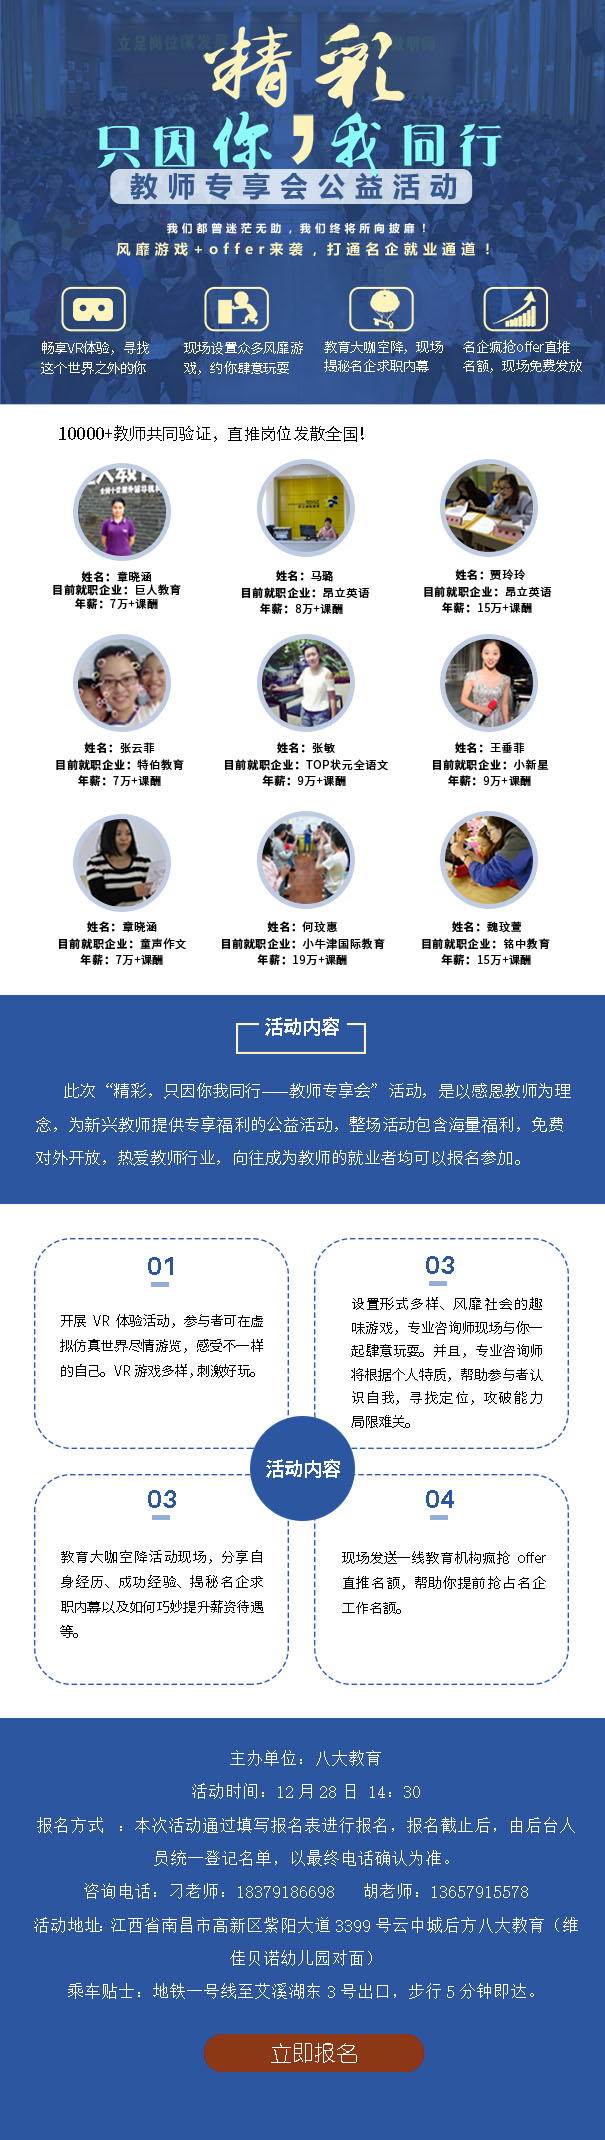 立足岗位谋发展
精彩
只因你，我同行
教师专享会公益活动
我们都曾迷茫无助，我们终将所向披靡！
风靡游戏+offer来袭，打通名企就业通道！
畅享VR体验，寻找
这个世界之外的你
现场设置众多风靡游
戏，约你肆意玩耍
教育大咖空降，现场
揭秘名企求职内幕
名企疯抢offer直推
名额，现场免费发放
10000+教师共同验证，直推岗位发散全国！
姓名：章晓涵
目前就职企业：巨人教育
年薪：7万+课酬
姓名：马璐
目前就职企业：昂立英语
年薪：8万+课酬
姓名：贾玲玲
目前就职企业：昂立英语
年薪：15万+课酬
姓名：张云菲
目前就职企业：特伯教育
年薪：7万+课酬
姓名：张敏
目前就职企业：TOP状元全语文
年薪：9万+课酬
姓名：王垂菲
目前就职企业：小新星
年薪：9万+课酬
姓名：章晓涵
目前就职企业：童声作文
年薪：7万+课酬
姓名：何玟惠
目前就职企业：小牛津国际教育
年薪：19万+课酬
姓名：魏玟萱
目前就职企业：铭中教育
年薪：15万+课酬
活动内容
此次“精彩，只因你我同行——教师专享会”活动，是以感恩教师为理
念，为新兴教师提供专享福利的公益活动，整场活动包含海量福利，免费
对外开放，热爱教师行业，向往成为教师的就业者均可以报名参加。
01
开展 VR 体验活动，参与者可在虚
拟仿真世界尽情游览，感受不一样
的自己。VR游戏多样，刺激好玩。
03
设置形式多样、风靡社会的趣
味游戏，专业咨询师现场与你一
起肆意玩耍。并且，专业咨询师
将根据个人特质，帮助参与者认
识自我，寻找定位，攻破能力
局限难关。
活动内容
03
教育大咖空降活动现场，分享自
身经历、成功经验、揭秘名企求
职内幕以及如何巧妙提升薪资待遇
等。
04
现场发送一线教育机构疯抢 offer
直推名额，帮助你提前抢占名企
工作名额。
主办单位：八大教育
活动时间：12月28日 14：30
报名方式 ：本次活动通过填写报名表进行报名，报名截止后，由后台人
员统一登记名单，以最终电话确认为准。
咨询电话：刁老师：18379186698 胡老师：13657915578
活动地址：江西省南昌市高新区紫阳大道3399号云中城后方八大教育（维
佳贝诺幼儿园对面）
乘车贴士：地铁一号线至艾溪湖东3号出口，步行5分钟即达。
立即报名